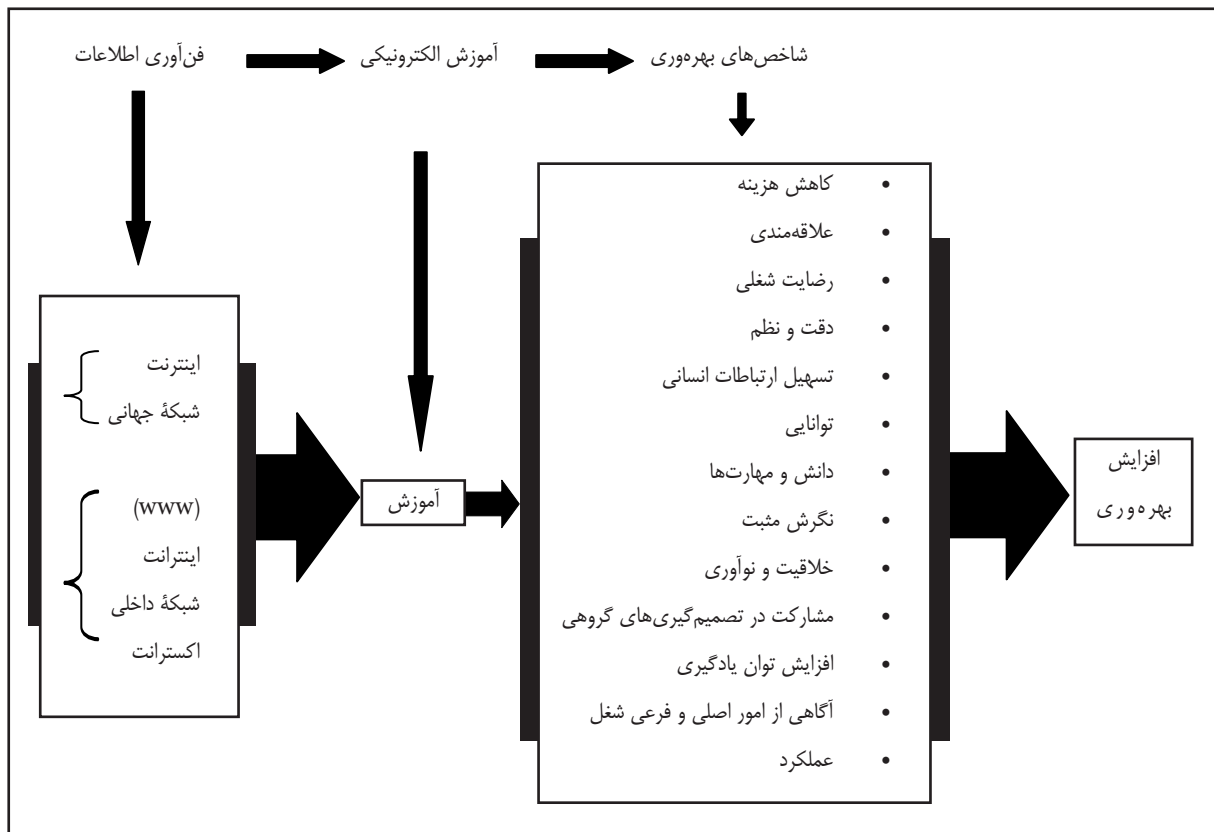 فن‌آوری اطلاعات
آموزش الکترونیکی
شاخص‌های بهره‌وری
اینترنت
شبکۀ جهانی
(www)
اینترانت
شبکۀ داخلی
اکسترانت
آموزش
• کاهش هزینه
• علاقه‌مندی
• رضایت شغلی
• دقت و نظم
• تسهیل ارتباطات انسانی
• توانایی
• دانش و مهارت‌ها
• نگرش مثبت
• خلاقیت و نوآوری
• مشارکت در تصمیم‌گیری‌های گروهی
• افزایش توان یادگیری
• آگاهی از امور اصلی و فرعی شغل
• عملکرد
افزایش
بهره‌وری